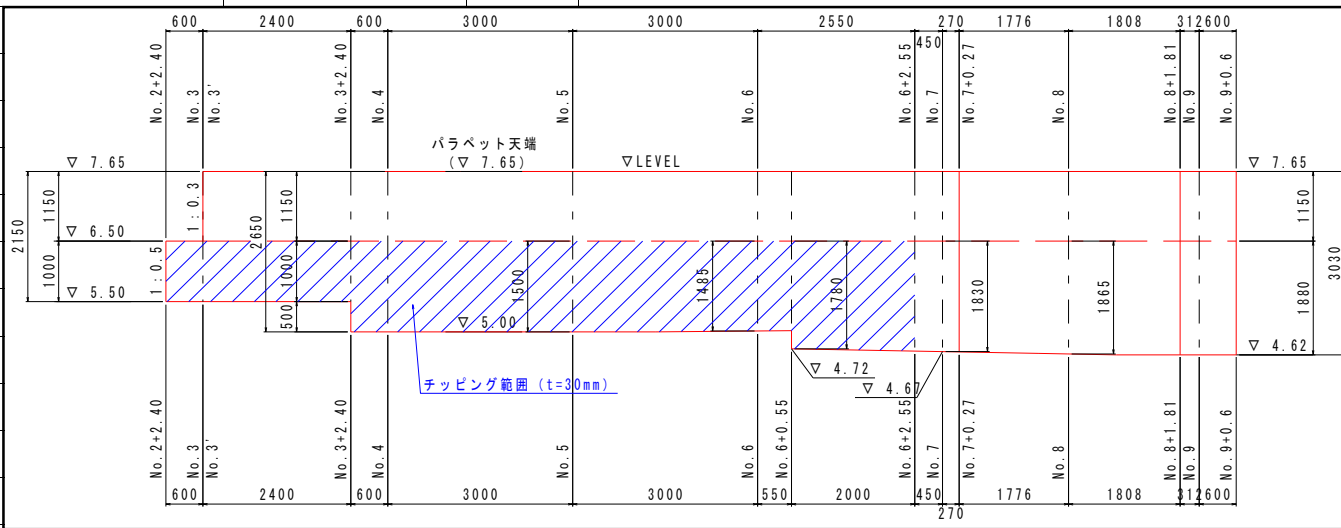 600 2400 600 3000 3000 2550 270 1776 1808 312 600
450
No.2+2.40
No.3
No.3'
No.3+2.40
No.4
No.5
No.6
No.6+2.55
No.7
No.7+0.27
No.8
No.8+1.81
No.9
No.9+0.6
パラペット天端
(▽ 7.65)
▽LEVEL
▽ 7.65
▽ 7.65
2150
1150
1:0.3
2650
1150
1150
3030
▽ 6.50
1000
1:0.5
1000
1500
1485
1780
1830
1865
1880
▽ 5.50
500
▽ 5.00
▽ 4.62
▽ 4.72
▽ 4.67
チッピング範囲 (t=30mm)
No.2+2.40
No.3
No.3'
No.3+2.40
No.4
No.5
No.6
No.6+0.55
No.6+2.55
No.7
No.7+0.27
No.8
No.8+1.81
No.9
No.9+0.6
600 2400 600 3000 3000 550 2000 450 1776 1808 312 600
270